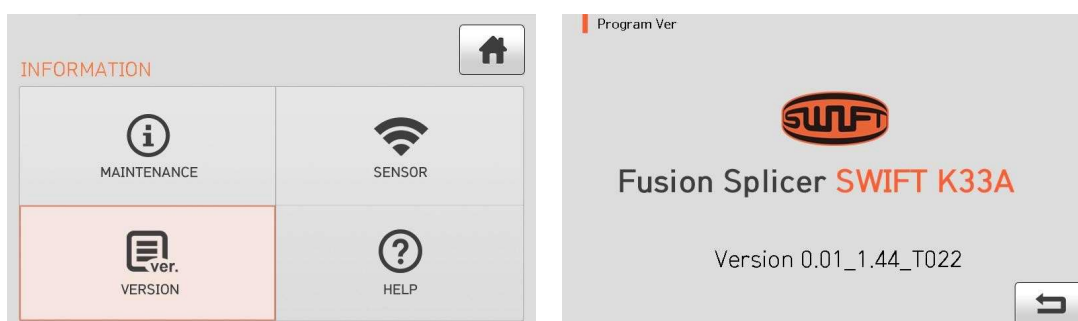 INFORMATION
MAINTENANCE
SENSOR
ver.
VERSION
HELP
Program Ver
SWIFT
Fusion Splicer SWIFT K33A
Version 0.01_1.44_T022